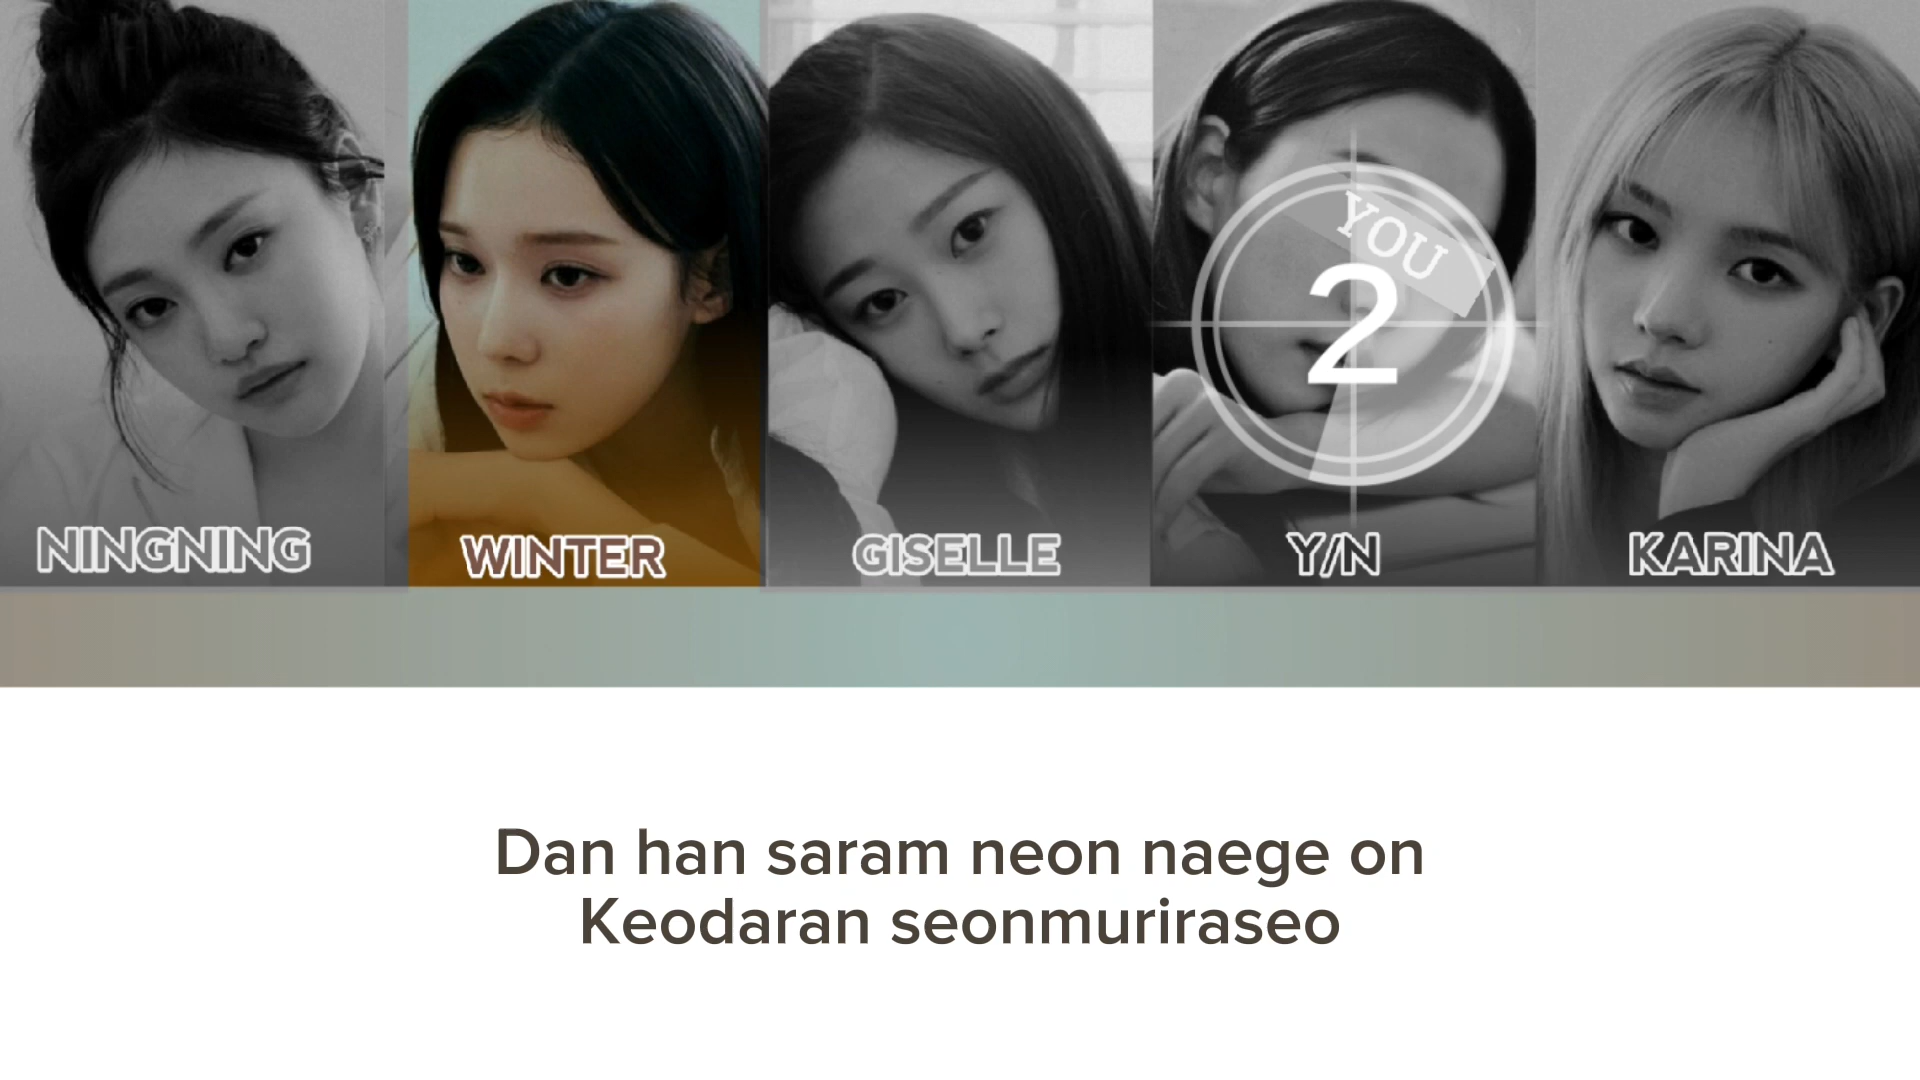 YOU
2
NINGNING
WINTER
GISELLE
Y/N
KARINA
Dan han saram neon naege on
Keodaran seonmuriraseo